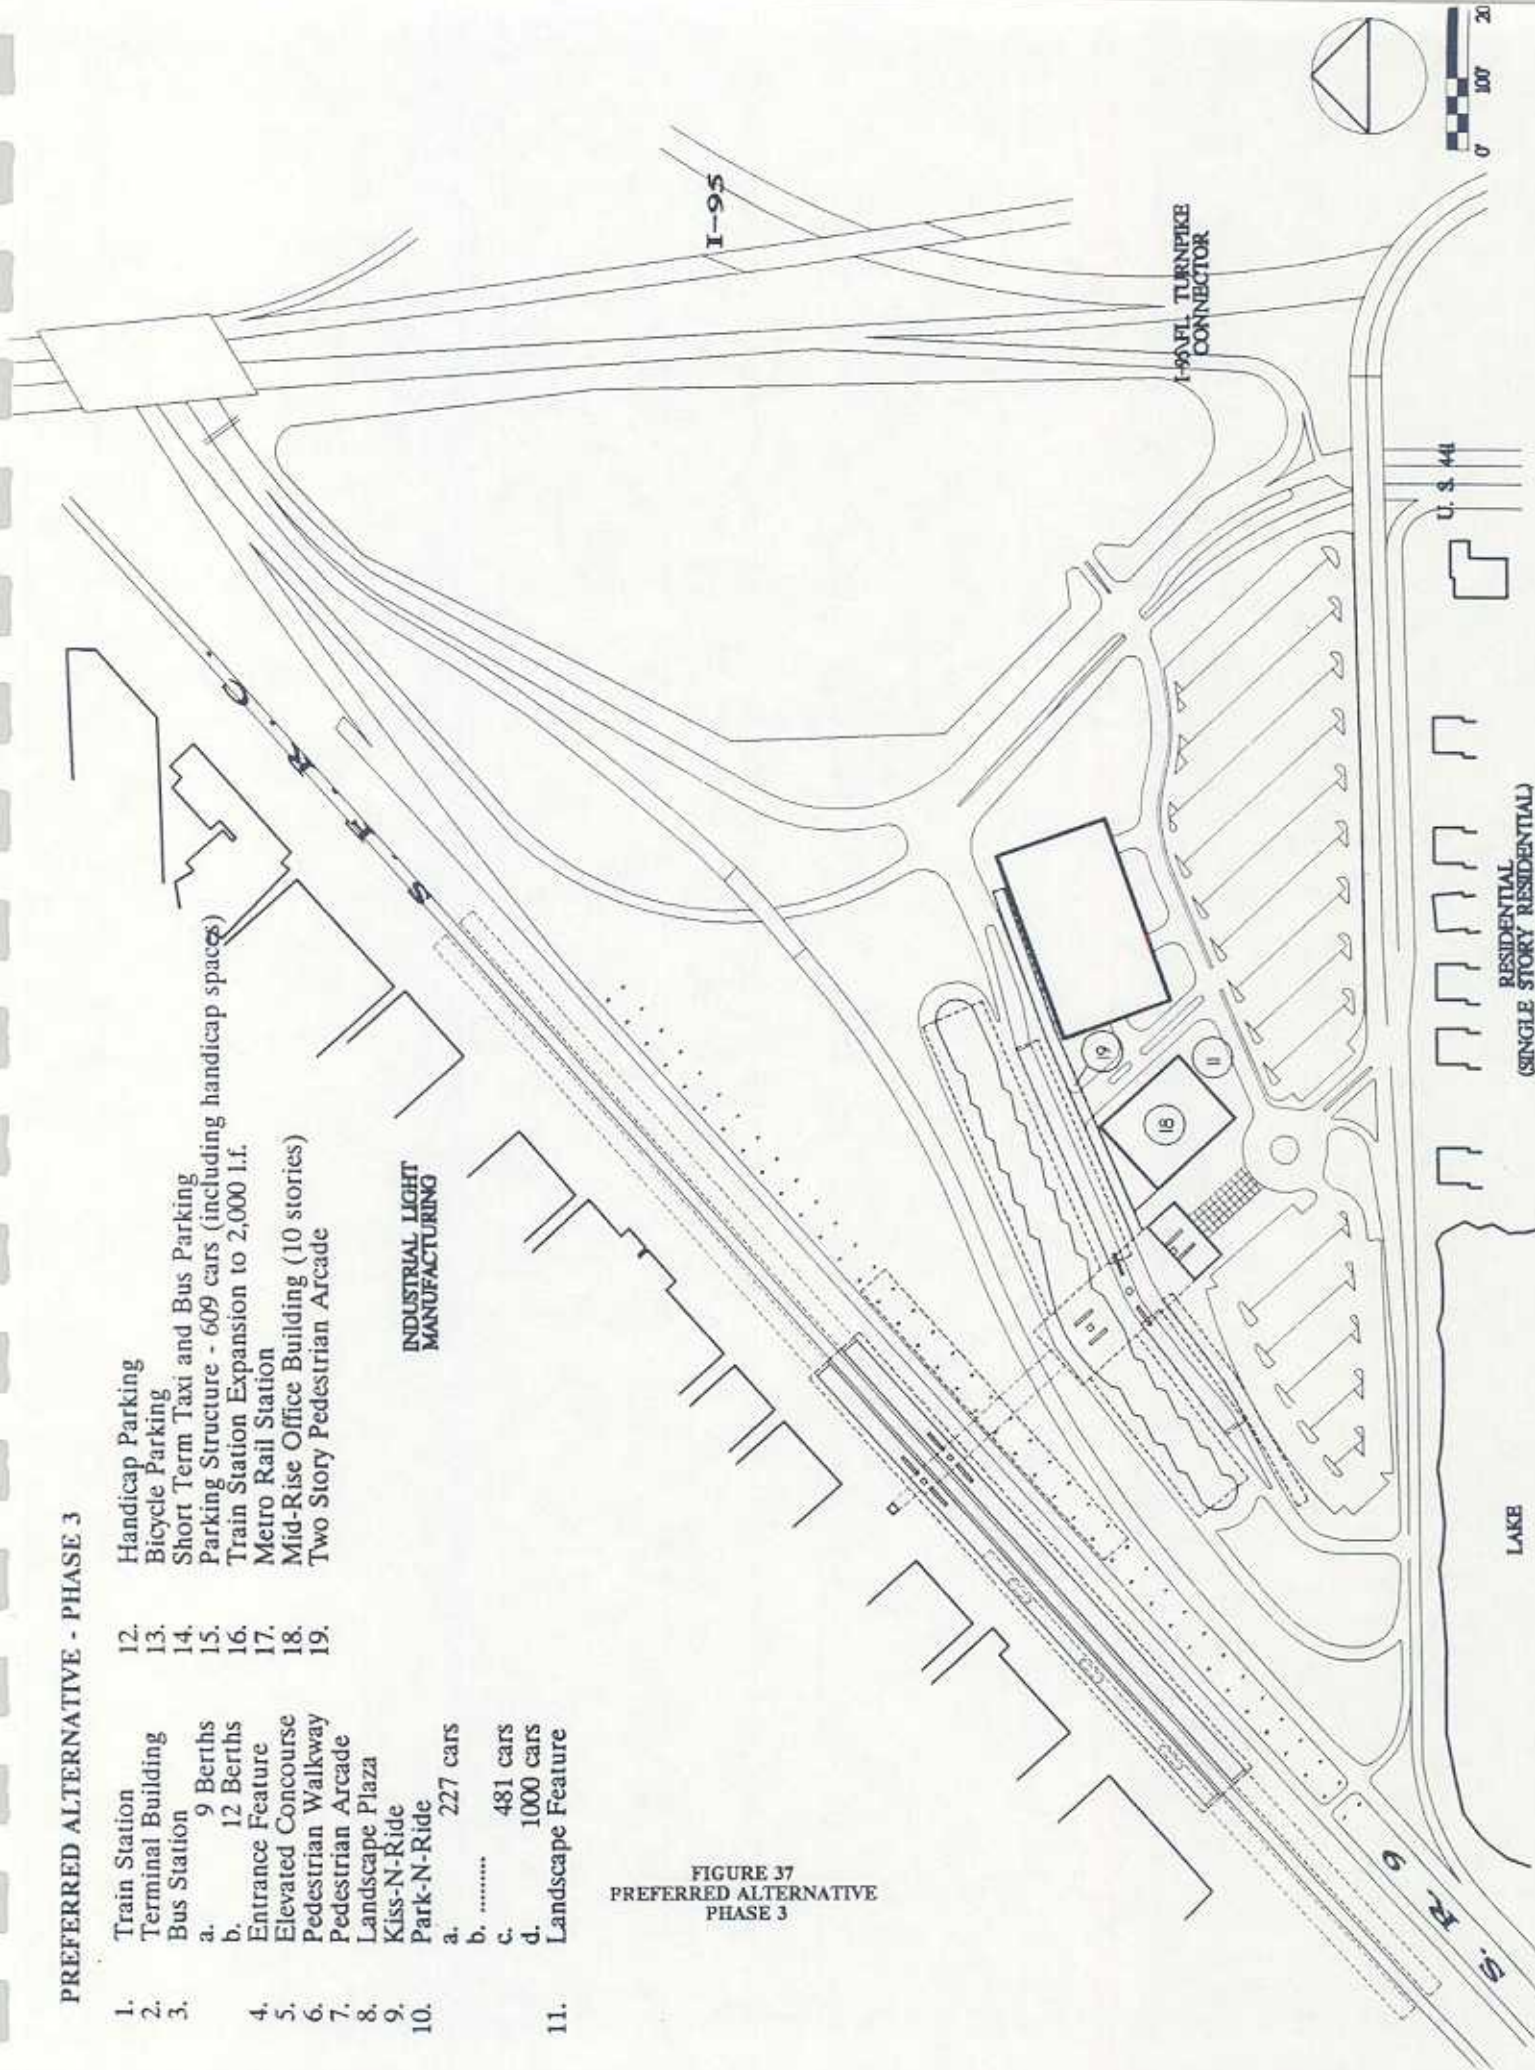 PREFERRED ALTERNATIVE - PHASE 3
1. Train Station
2. Terminal Building
3. Bus Station
a. 9 Berths
b. 12 Berths
4. Entrance Feature
5. Elevated Concourse
6. Pedestrian Walkway
7. Pedestrian Arcade
8. Landscape Plaza
9. Kiss-N-Ride
10. Park-N-Ride
a. 227 cars
b. ..........
c. 481 cars
d. 1000 cars
11. Landscape Feature
12. Handicap Parking
13. Bicycle Parking
14. Short Term Taxi and Bus Parking
15. Parking Structure - 609 cars (including handicap spaces)
16. Train Station Expansion to 2,000 l.f.
17. Metro Rail Station
18. Mid-Rise Office Building (10 stories)
19. Two Story Pedestrian Arcade
INDUSTRIAL LIGHT
MANUFACTURING
FIGURE 37
PREFERRED ALTERNATIVE
PHASE 3
S . F . R . C .
I-95
I-95\FL. TURNPIKE
CONNECTOR
U. S. 441
19
11
18
RESIDENTIAL
(SINGLE STORY RESIDENTIAL)
LAKE
S. R 9
0' 100' 20